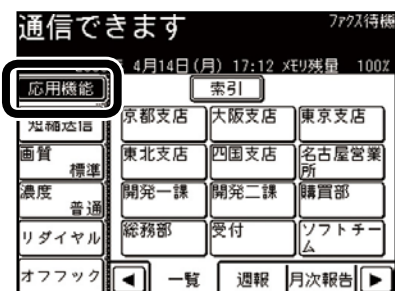 通信できます ファクス待機
4月14日(月) 17:12 メモリ残量 100%
応用機能 索引
短縮送信 京都支店 大阪支店 東京支店
画質 標準 東北支店 四国支店 名古屋営業所
濃度 普通 開発一課 開発二課 購買部
リダイヤル 総務部 受付 ソフトチーム
オフフック ◀ 一覧 週報 月次報告 ▶